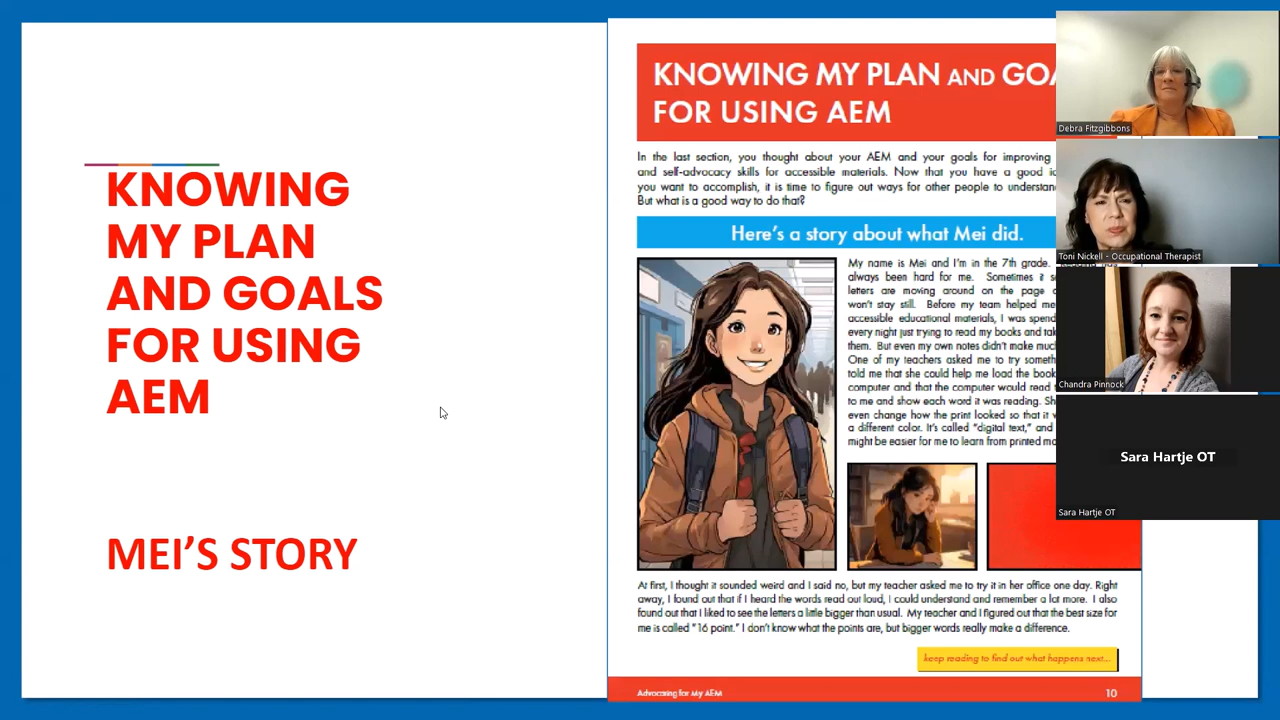 KNOWING
MY PLAN
AND GOALS
FOR USING
AEM
MEI'S STORY
KNOWING MY PLAN AND
FOR USING AEM
In the last section, you thought about your AEM and your goals for improving
and self-advocacy skills for accessible materials. Now that you have a good
you want to accomplish, it is time to figure out ways for other people to
But what is a good way to do that?
Here's a story about what Mei did.
My name is Mei and I'm in the 7th grade.
always been hard for me. Sometimes it
letters are moving around on the page
won't stay still. Before my team helped me
accessible educational materials, I was
every night just trying to read my books and
them. But even my own notes didn't make
One of my teachers asked me to try
told me that she could help me load the
computer and that the computer would read
to me and show each word it was reading.
even change how the print looked so that it
a different color. It's called "digital text," and
might be easier for me to learn from printed
At first, I thought it sounded weird and I said no, but my teacher asked me to try it in her office one day. Right
away, I found out that if I heard the words read out loud, I could understand and remember a lot more. I also
found out that I liked to see the letters a little bigger than usual. My teacher and I figured out that the best size for
me is called "16 point." I don't know what the points are, but bigger words really make a difference.
keep reading to find out what happens next...
Advocating for My AEM
10
Debra Fitzgibbons
Toni Nickell - Occupational Therapist
Chandra Pinnock
Sara Hartje OT
Sara Hartje OT